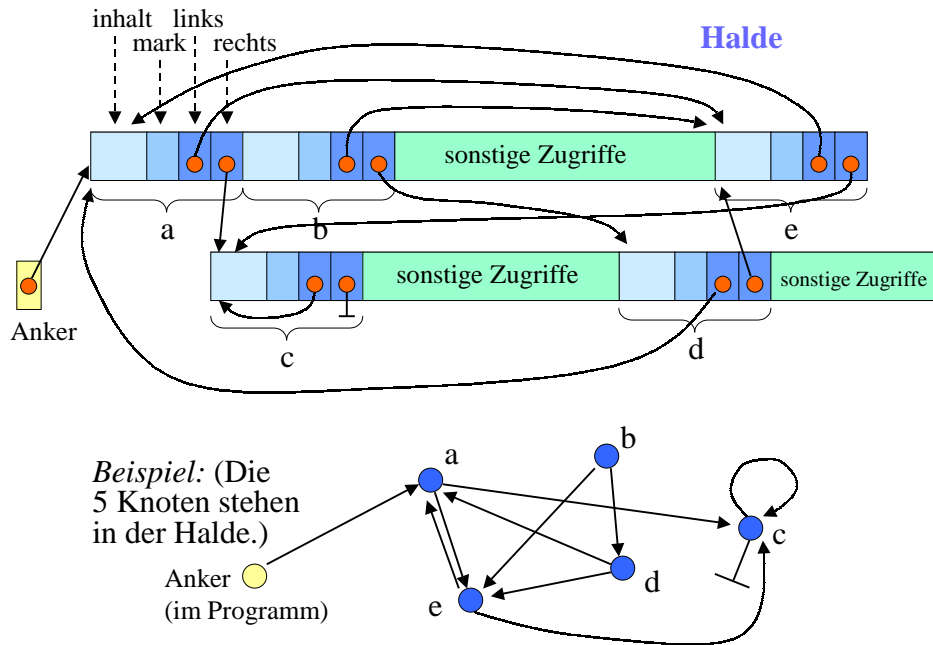 inhalt links
mark rechts
Halde
sonstige Zugriffe
a b e
sonstige Zugriffe
sonstige Zugriffe
Anker
c d
Beispiel: (Die
5 Knoten stehen
in der Halde.)
a
b
c
d
e
Anker
(im Programm)